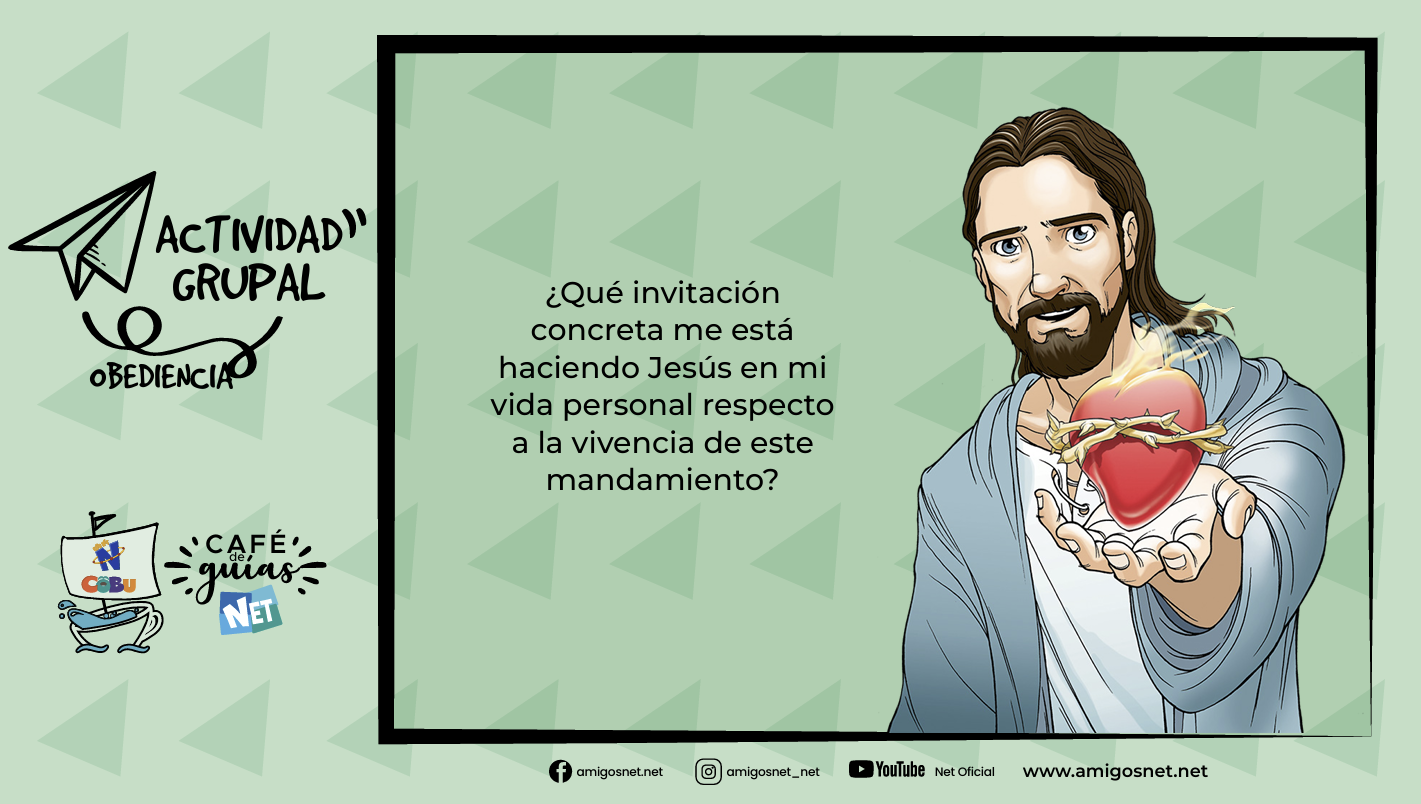 ACTIVIDAD
GRUPAL
OBEDIENCIA
N
COBU
CAFÉ
de
guías
NET
¿Qué invitación
concreta me está
haciendo Jesús en mi
vida personal respecto
a la vivencia de este
mandamiento?
amigosnet.net
amigosnet_net
YouTube Net Oficial
www.amigosnet.net